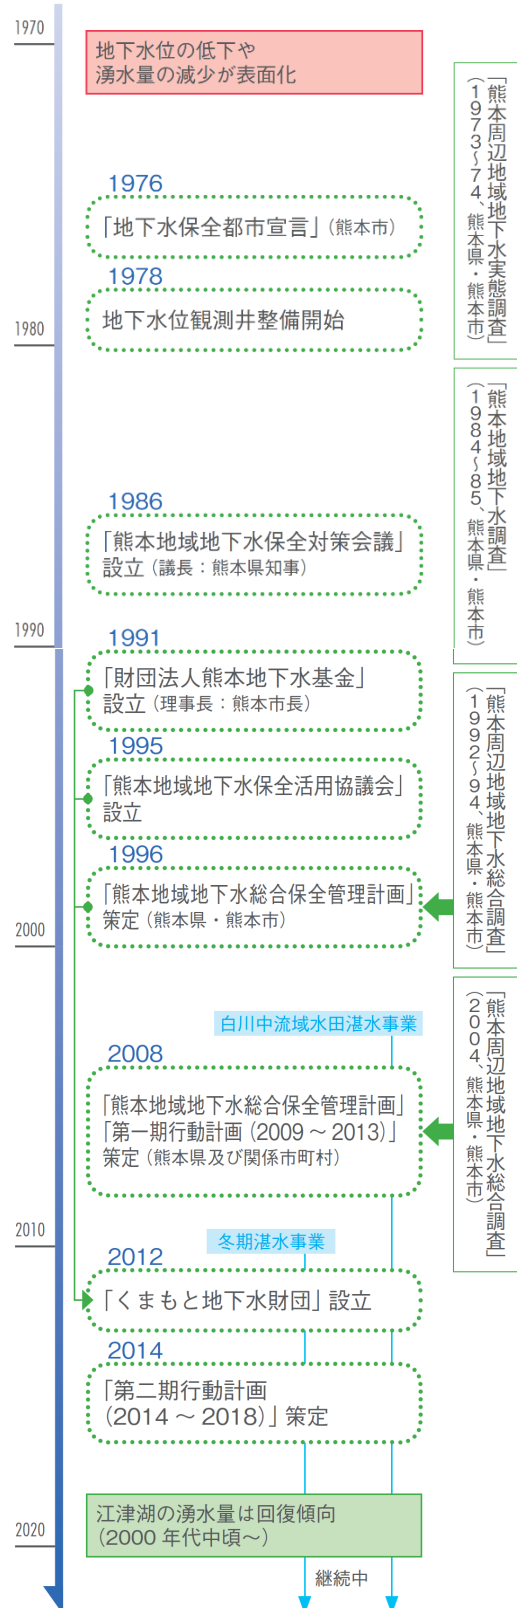 1970
地下水位の低下や
湧水量の減少が表面化
「熊本周辺地域地下水実態調査」
（1973～74、熊本県・熊本市）
1976
「地下水保全都市宣言」（熊本市）
1978
地下水位観測井整備開始
1980
「熊本地域地下水調査」
（1984～85、熊本県・熊本市）
1986
「熊本地域地下水保全対策会議」
設立（議長：熊本県知事）
1990
1991
「財団法人熊本地下水基金」
設立（理事長：熊本市長）
「熊本周辺地域地下水総合調査」
（1992～94、熊本県・熊本市）
1995
「熊本地域地下水保全活用協議会」
設立
1996
「熊本地域地下水総合保全管理計画」
策定（熊本県・熊本市）
2000
「熊本周辺地域地下水総合調査」
（2004、熊本県・熊本市）
白川中流域水田湛水事業
2008
「熊本地域地下水総合保全管理計画」
「第一期行動計画（2009～2013）」
策定（熊本県及び関係市町村）
2010
冬期湛水事業
2012
「くまもと地下水財団」設立
2014
「第二期行動計画
（2014～2018）」策定
江津湖の湧水量は回復傾向
（2000年代中頃～）
2020
継続中